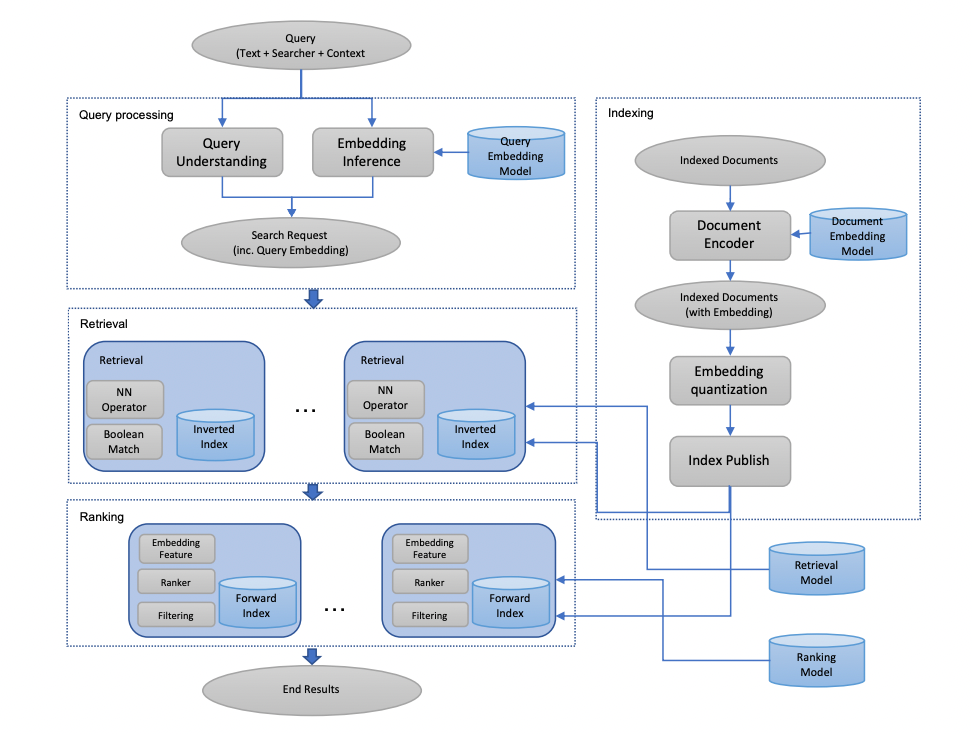 Query
(Text + Searcher + Context
Query processing
Query
Understanding
Embedding
Inference
Query
Embedding
Model
Search Request
(inc. Query Embedding)
Indexing
Indexed Documents
Document
Encoder
Document
Embedding
Model
Indexed Documents
(with Embedding)
Embedding
quantization
Index Publish
Retrieval
Retrieval
NN
Operator
Boolean
Match
Inverted
Index
...
Retrieval
NN
Operator
Boolean
Match
Inverted
Index
Ranking
Embedding
Feature
Ranker
Filtering
Forward
Index
...
Embedding
Feature
Ranker
Filtering
Forward
Index
Retrieval
Model
Ranking
Model
End Results